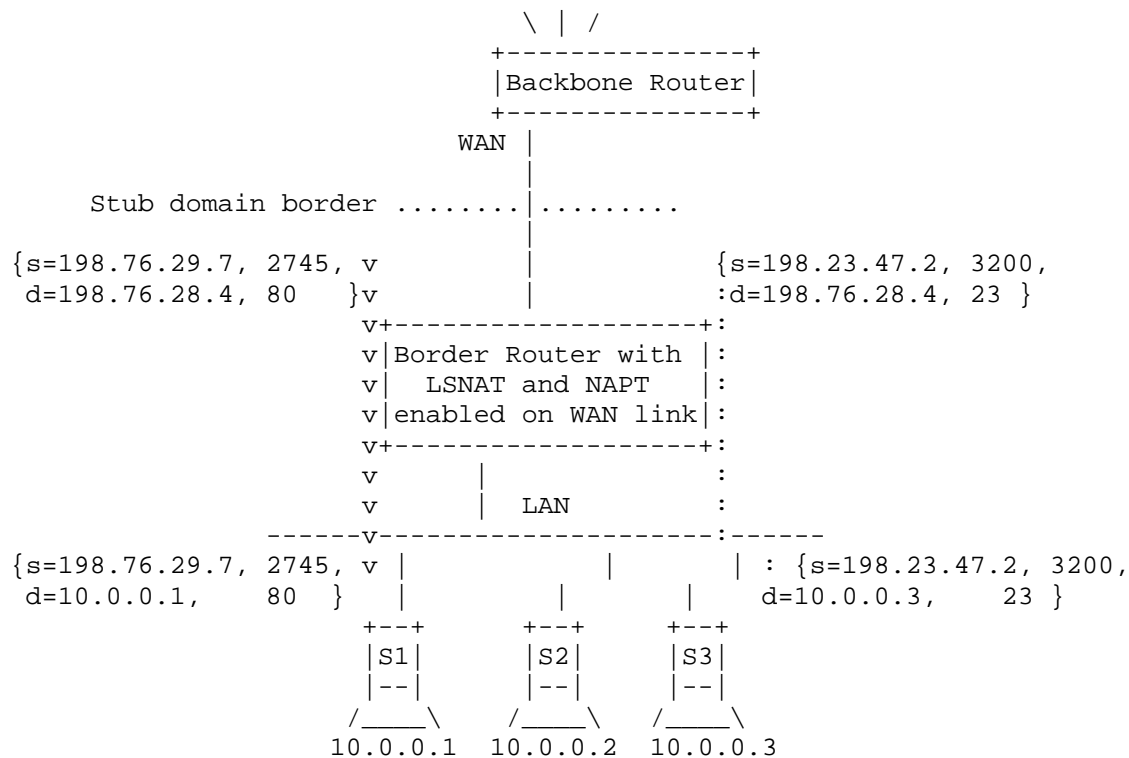 \ | /
+---------------+
|Backbone Router|
+---------------+
WAN |
|
Stub domain border ........|.........
|
{s=198.76.29.7, 2745, v | {s=198.23.47.2, 3200,
d=198.76.28.4, 80 }v | :d=198.76.28.4, 23 }
v+-------------------+:
v|Border Router with |:
v| LSNAT and NAPT |:
v|enabled on WAN link|:
v+-------------------+:
v | :
v | LAN :
------v---------------------:------
{s=198.76.29.7, 2745, v | | | : {s=198.23.47.2, 3200,
d=10.0.0.1, 80 } | | | d=10.0.0.3, 23 }
+--+ +--+ +--+
|S1| |S2| |S3|
|--| |--| |--|
/____\ /____\ /____\
10.0.0.1 10.0.0.2 10.0.0.3